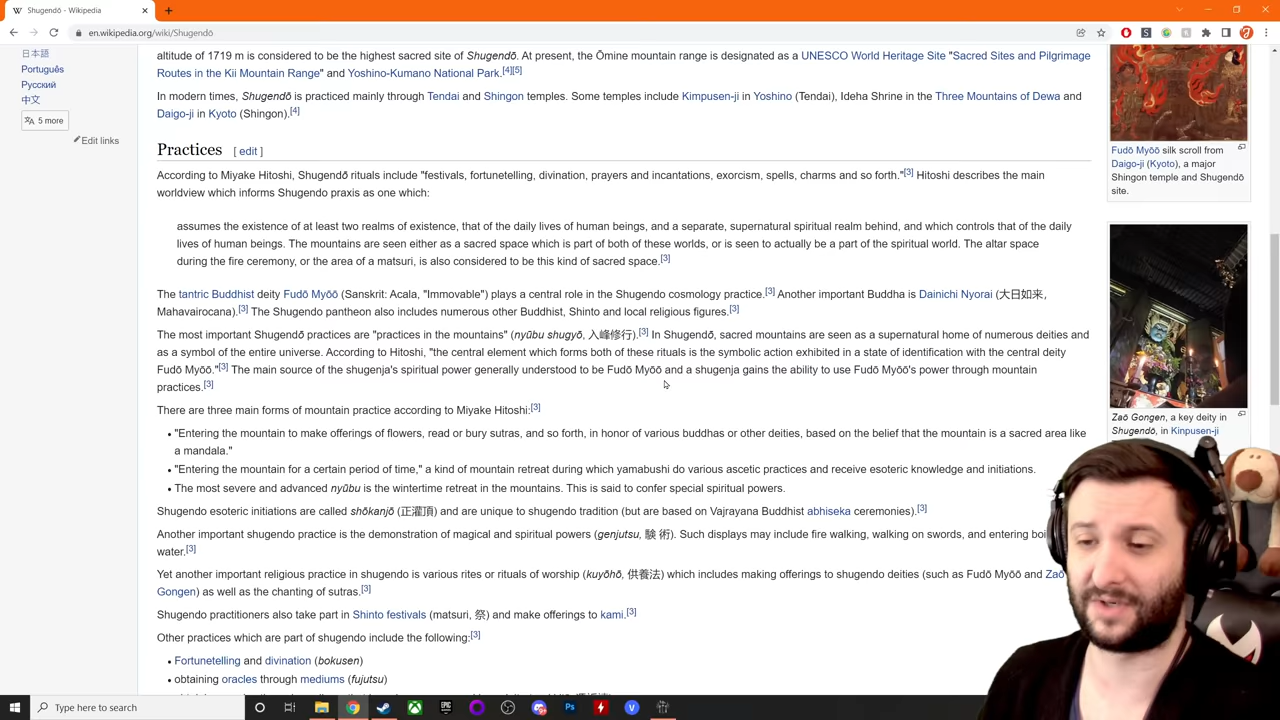 Shugendō - Wikipedia
en.wikipedia.org/wiki/Shugendō
日本語
Português
Русский
中文
5 more
Edit links
altitude of 1719 m is considered to be the highest sacred site of Shugendō. At present, the Ōmine mountain range is designated as a UNESCO World Heritage Site "Sacred Sites and Pilgrimage
Routes in the Kii Mountain Range" and Yoshino-Kumano National Park.[4][5]
In modern times, Shugendō is practiced mainly through Tendai and Shingon temples. Some temples include Kimpusen-ji in Yoshino (Tendai), Ideha Shrine in the Three Mountains of Dewa and
Daigo-ji in Kyoto (Shingon).[4]
Practices [ edit ]
According to Miyake Hitoshi, Shugendō rituals include "festivals, fortunetelling, divination, prayers and incantations, exorcism, spells, charms and so forth."[3] Hitoshi describes the main
worldview which informs Shugendo praxis as one which:
assumes the existence of at least two realms of existence, that of the daily lives of human beings, and a separate, supernatural spiritual realm behind, and which controls that of the daily
lives of human beings. The mountains are seen either as a sacred space which is part of both of these worlds, or is seen to actually be a part of the spiritual world. The altar space
during the fire ceremony, or the area of a matsuri, is also considered to be this kind of sacred space.[3]
The tantric Buddhist deity Fudō Myōō (Sanskrit: Acala, "Immovable") plays a central role in the Shugendo cosmology practice.[3] Another important Buddha is Dainichi Nyorai (大日如来,
Mahavairocana).[3] The Shugendo pantheon also includes numerous other Buddhist, Shinto and local religious figures.[3]
The most important Shugendō practices are "practices in the mountains" (nyūbu shugyō, 入峰修行).[3] In Shugendō, sacred mountains are seen as a supernatural home of numerous deities and
as a symbol of the entire universe. According to Hitoshi, "the central element which forms both of these rituals is the symbolic action exhibited in a state of identification with the central deity
Fudō Myōō."[3] The main source of the shugenja's spiritual power generally understood to be Fudō Myōō and a shugenja gains the ability to use Fudō Myōō's power through mountain
practices.[3]
There are three main forms of mountain practice according to Miyake Hitoshi:[3]
• "Entering the mountain to make offerings of flowers, read or bury sutras, and so forth, in honor of various buddhas or other deities, based on the belief that the mountain is a sacred area like
a mandala."
• "Entering the mountain for a certain period of time," a kind of mountain retreat during which yamabushi do various ascetic practices and receive esoteric knowledge and initiations.
• The most severe and advanced nyūbu is the wintertime retreat in the mountains. This is said to confer special spiritual powers.
Shugendo esoteric initiations are called shōkanjō (正灌頂) and are unique to shugendo tradition (but are based on Vajrayana Buddhist abhiseka ceremonies).[3]
Another important shugendo practice is the demonstration of magical and spiritual powers (genjutsu, 験 術). Such displays may include fire walking, walking on swords, and entering boi
water.[3]
Yet another important religious practice in shugendo is various rites or rituals of worship (kuyōhō, 供養法) which includes making offerings to shugendo deities (such as Fudō Myōō and Zaō
Gongen) as well as the chanting of sutras.[3]
Shugendo practitioners also take part in Shinto festivals (matsuri, 祭) and make offerings to kami.[3]
Other practices which are part of shugendo include the following:[3]
• Fortunetelling and divination (bokusen)
• obtaining oracles through mediums (fujutsu)
Fudō Myōō silk scroll from
Daigo-ji (Kyoto), a major
Shingon temple and Shugendō
site.
Zaō Gongen, a key deity in
Shugendō, in Kinpusen-ji
Type here to search